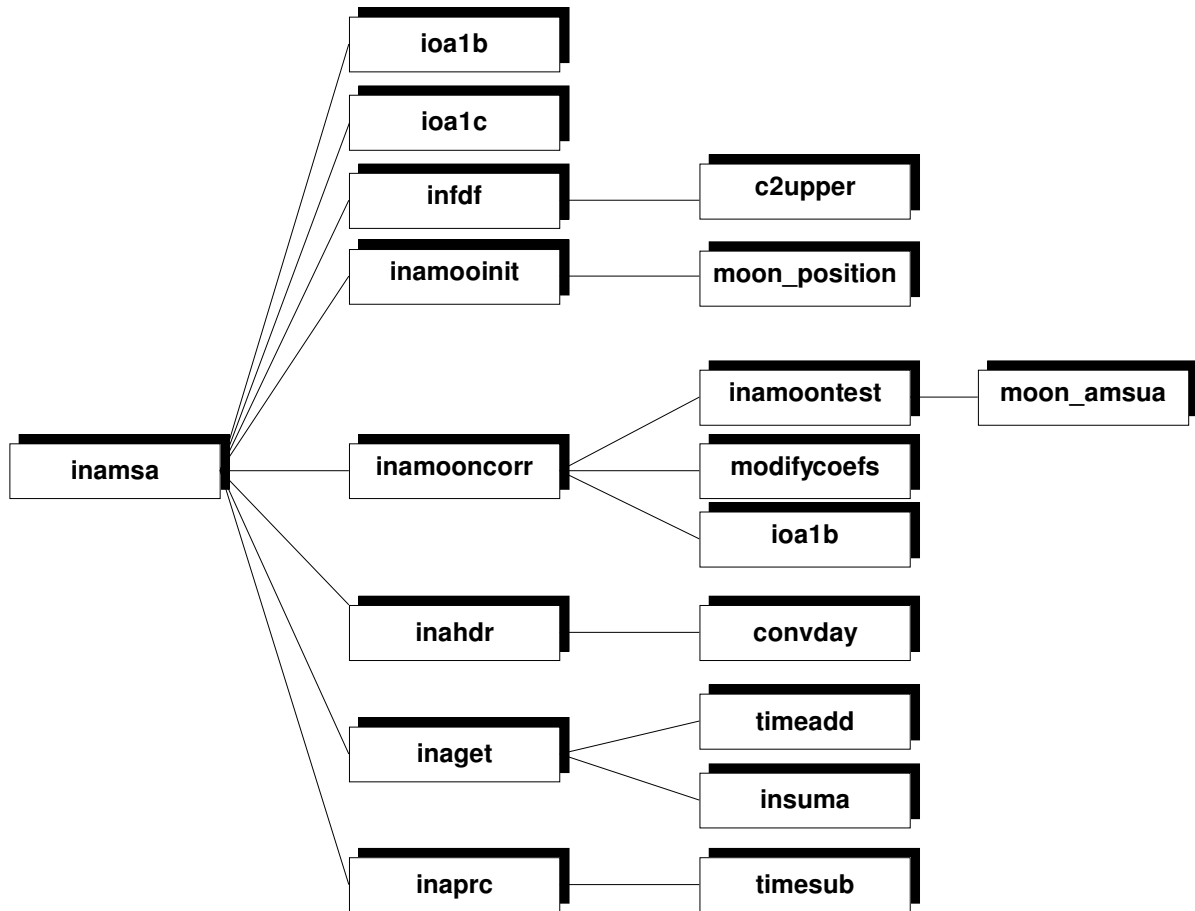 ioa1b
ioa1c
infdf
c2upper
inamooinit
moon_position
inamoontest
moon_amsua
inamsa
inamooncorr
modifycoefs
ioa1b
inahdr
convday
timeadd
inaget
insuma
inaprc
timesub